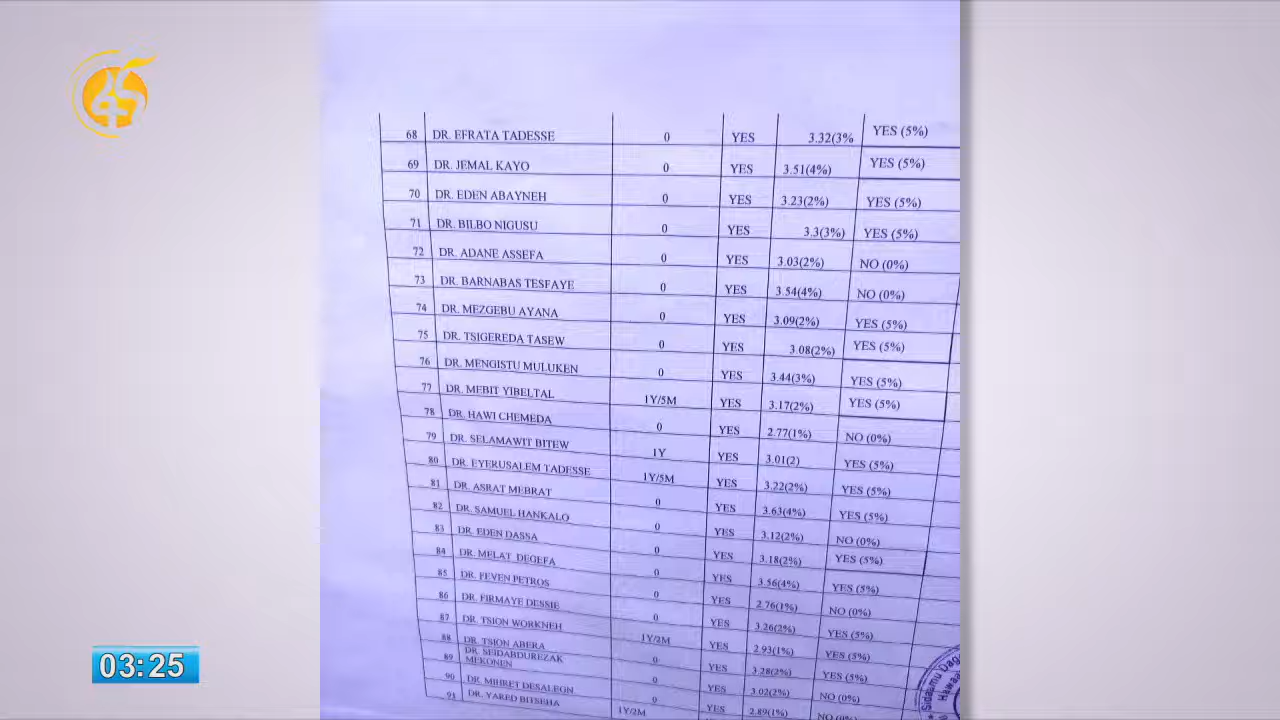 03:25
68 DR. EFRATA TADESSE 0 YES 3.32(3% YES (5%)
69 DR. JEMAL KAYO 0 YES 3.51(4%) YES (5%)
70 DR. EDEN ABAYNEH 0 YES 3.23(2%) YES (5%)
71 DR. BILBO NIGUSU 0 YES 3.3(3%) YES (5%)
72 DR. ADANE ASSEFA 0 YES 3.03(2%) NO (0%)
73 DR. BARNABAS TESFAYE 0 YES 3.54(4%) NO (0%)
74 DR. MEZGEBU AYANA 0 YES 3.09(2%) YES (5%)
75 DR. TSIGEREDA TASEW 0 YES 3.08(2%) YES (5%)
76 DR. MENGISTU MULUKEN 0 YES 3.44(3%) YES (5%)
77 DR. MEBIT YIBELTAL 1Y/5M YES 3.17(2%) YES (5%)
78 DR. HAWI CHEMEDA 0 YES 2.77(1%) NO (0%)
79 DR. SELAMAWIT BITEW 1Y YES 3.01(2) YES (5%)
80 DR. EYERUSALEM TADESSE 1Y/5M YES 3.22(2%) YES (5%)
81 DR. ASRAT MEBRAT 0 YES 3.63(4%) YES (5%)
82 DR. SAMUEL HANKALO 0 YES 3.12(2%) NO (0%)
83 DR. EDEN DASSA 0 YES 3.18(2%) YES (5%)
84 DR. MELAT DEGEFA 0 YES 3.56(4%) YES (5%)
85 DR. FEVEN PETROS 0 YES 2.76(1%) NO (0%)
86 DR. FIRMAYE DESSIE 0 YES 3.26(2%) YES (5%)
87 DR. TSION WORKNEH 1Y/2M YES 2.93(1%) YES (5%)
88 DR. TSION ABERA 0 YES 3.28(2%) YES (5%)
89 DR. SEIDABDUREZAK
MEKONEN
90 DR. MIHRET DESALEGN 0 YES 3.02(2%) NO (0%)
91 DR. YARED BITSEHA 1Y/2M YES 2.89(1%) NO (0%)